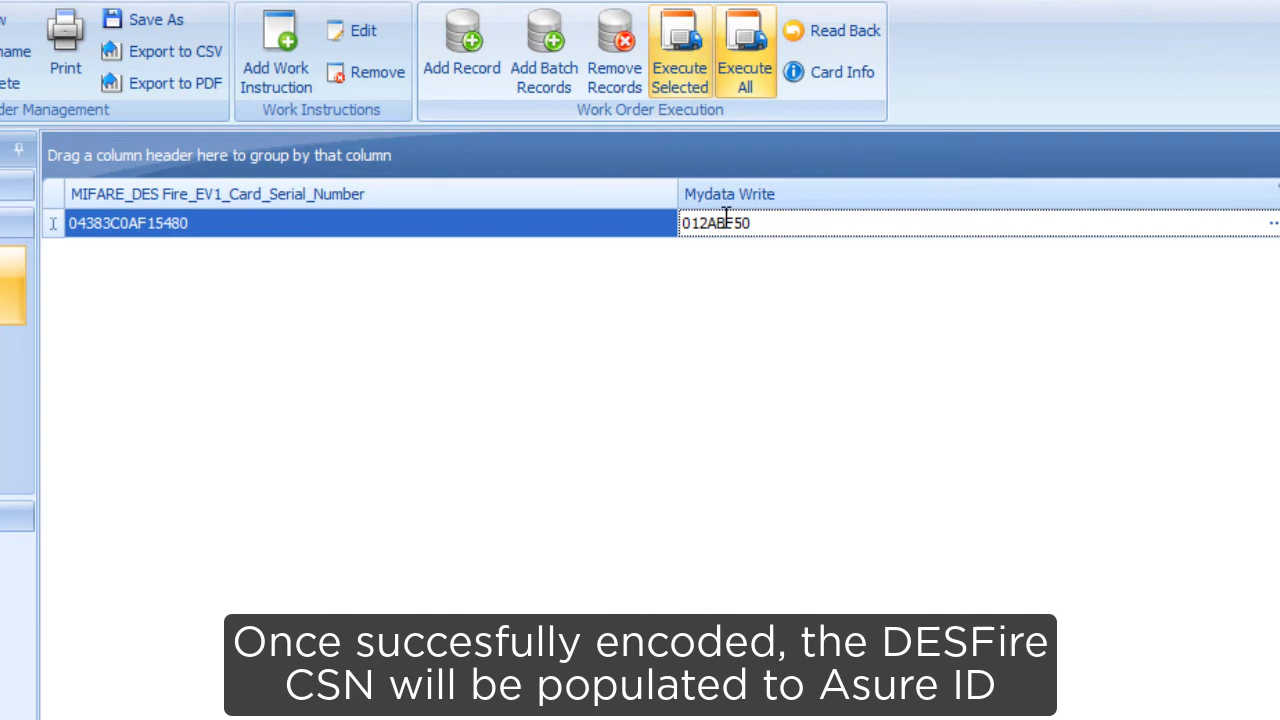 Save As
Export to CSV
Export to PDF
Print
Add Work
Instruction
Edit
Remove
Work Instructions
Add Record
Add Batch
Records
Remove
Records
Execute
Selected
Execute
All
Read Back
Card Info
Work Order Execution
Management
Drag a column header here to group by that column
MIFARE_DES Fire_EV1_Card_Serial_Number
Mydata Write
04383C0AF15480
012ABF50
Once succesfully encoded, the DESFire
CSN will be populated to Asure ID